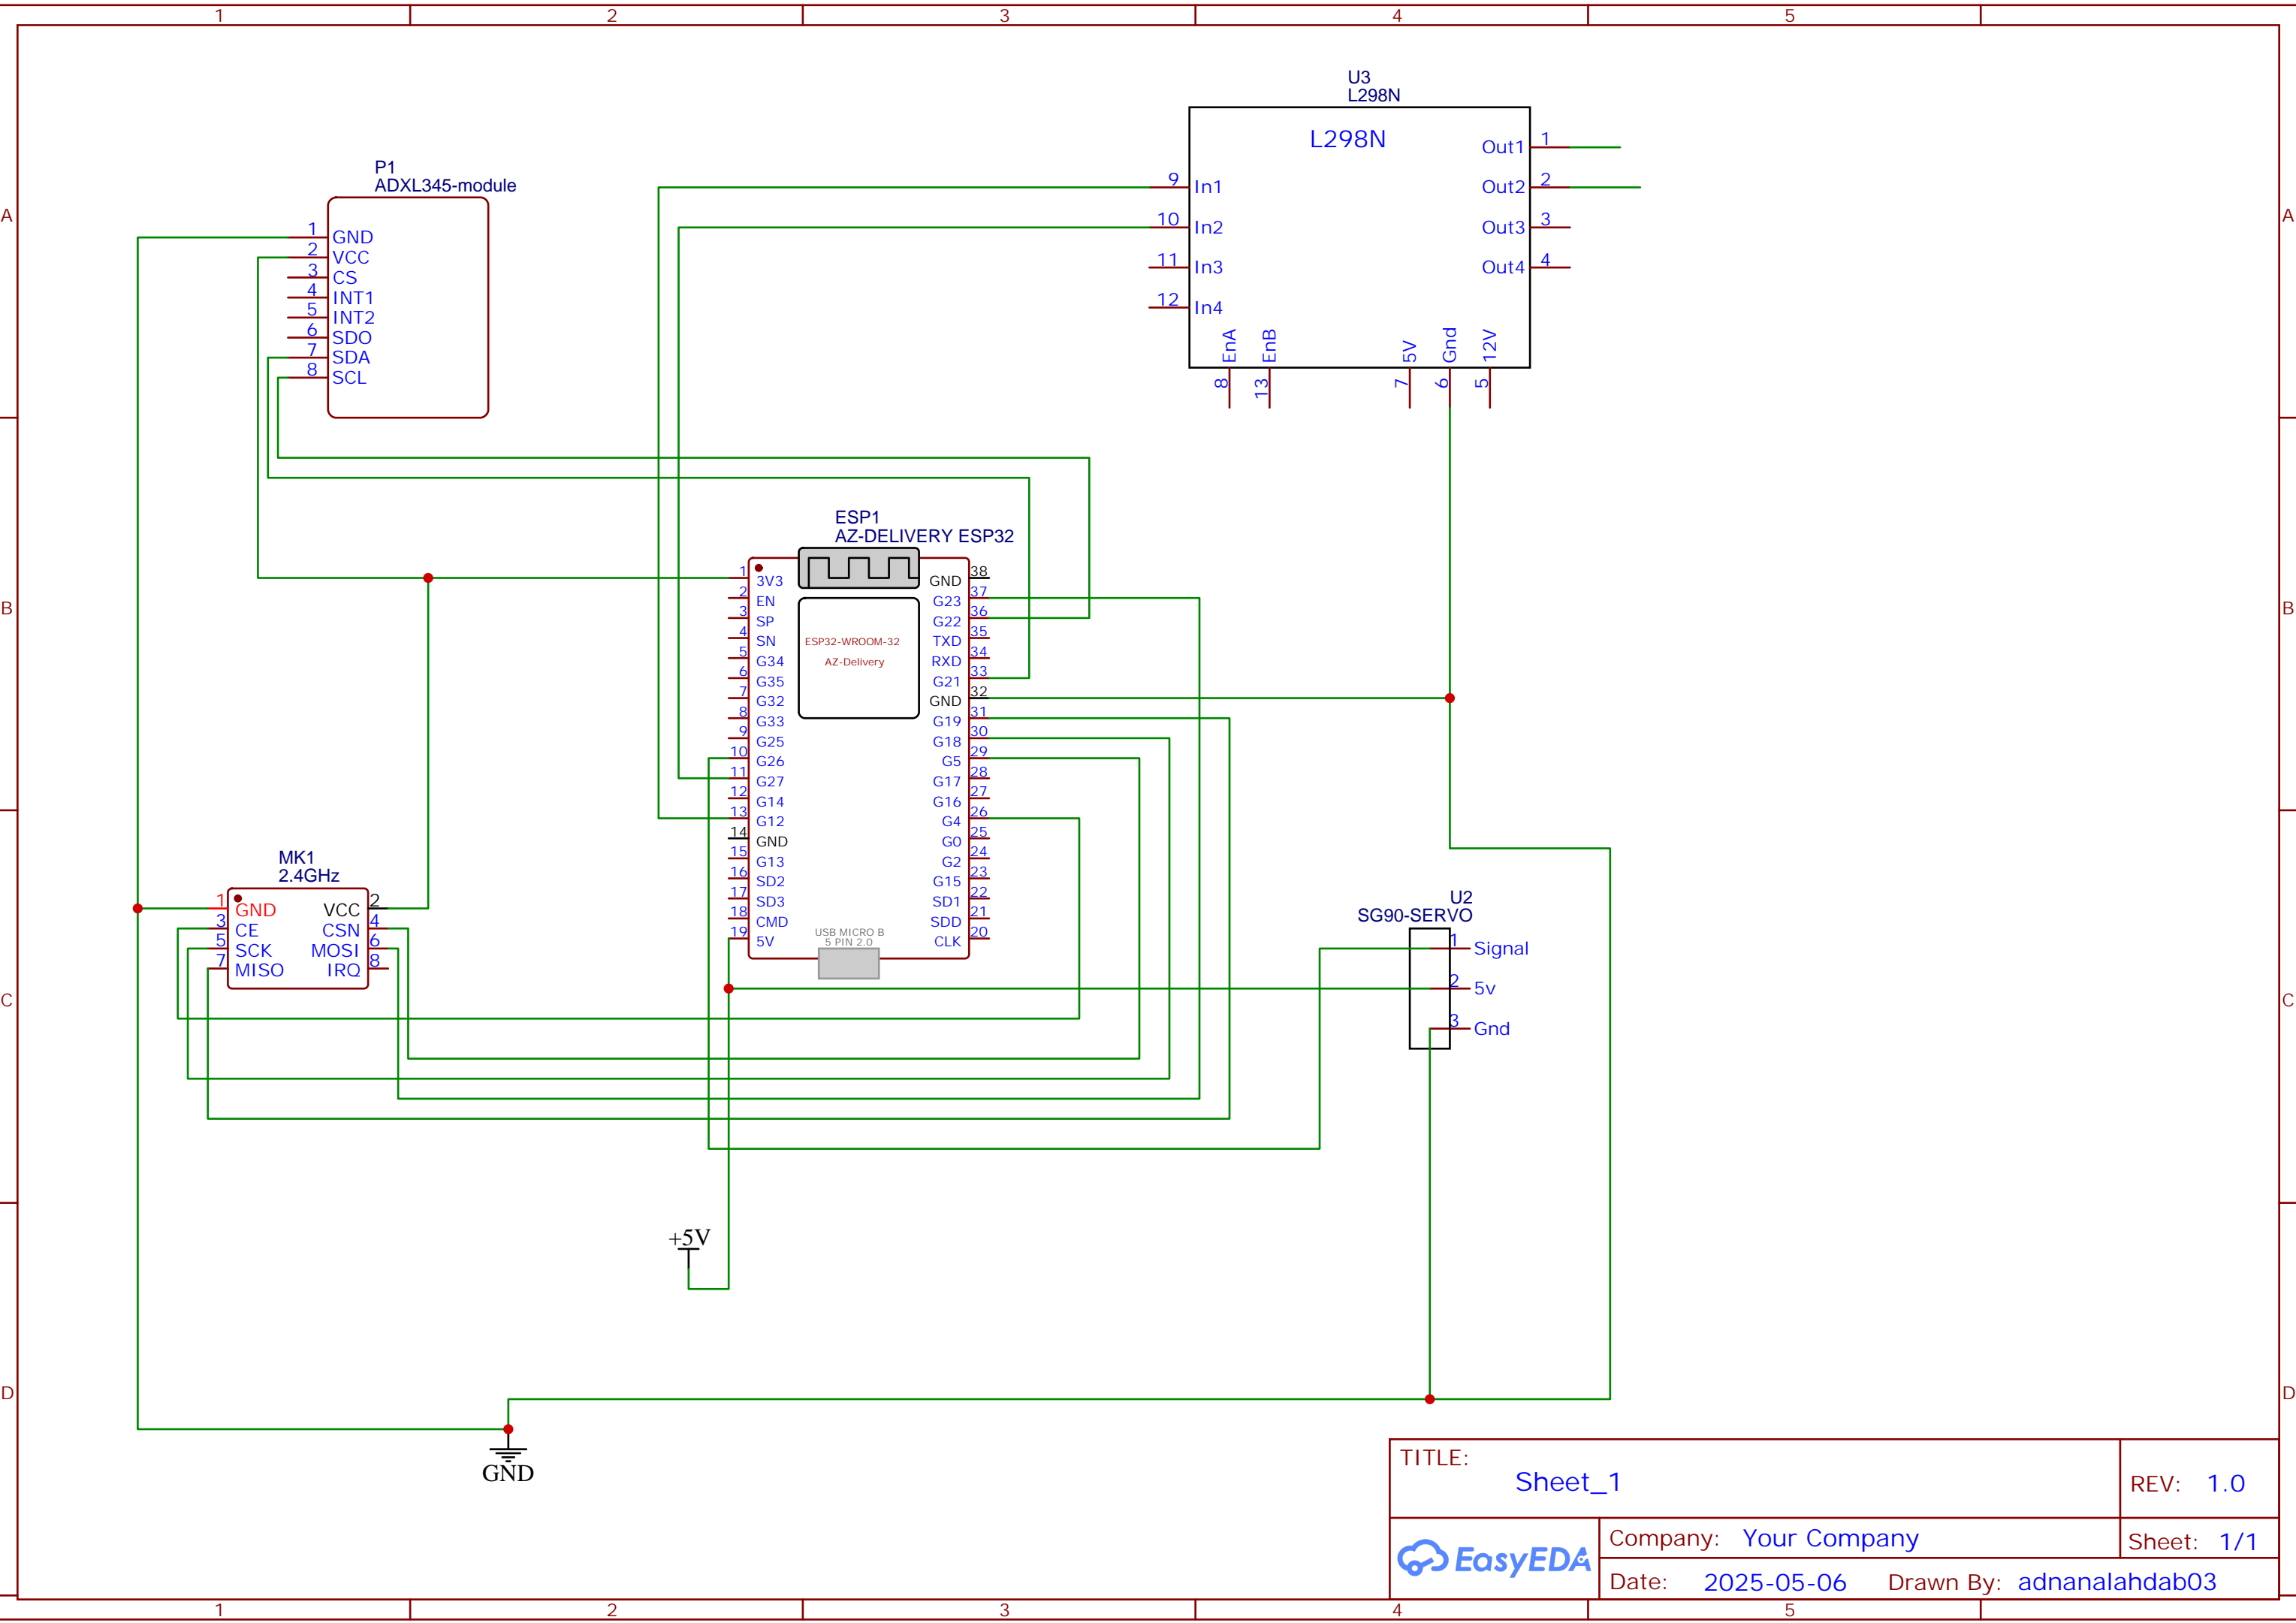 1 2 3 4 5
A
B
C
D
A
B
C
D
U3
L298N
L298N
9 In1
10 In2
11 In3
12 In4
Out1 1
Out2 2
Out3 3
Out4 4
EnA 8
EnB 13
5V 7
Gnd 6
12V 5
P1
ADXL345-module
1 GND
2 VCC
3 CS
4 INT1
5 INT2
6 SDO
7 SDA
8 SCL
ESP1
AZ-DELIVERY ESP32
ESP32-WROOM-32
AZ-Delivery
1 3V3 GND 38
2 EN G23 37
3 SP G22 36
4 SN TXD 35
5 G34 RXD 34
6 G35 G21 33
7 G32 GND 32
8 G33 G19 31
9 G25 G18 30
10 G26 G5 29
11 G27 G17 28
12 G14 G16 27
13 G12 G4 26
14 GND G0 25
15 G13 G2 24
16 SD2 G15 23
17 SD3 SD1 22
18 CMD SDD 21
19 5V CLK 20
USB MICRO B
5 PIN 2.0
MK1
2.4GHz
1 GND VCC 2
3 CE CSN 4
5 SCK MOSI 6
7 MISO IRQ 8
U2
SG90-SERVO
1 Signal
2 5v
3 Gnd
+5V
GND
TITLE:
Sheet_1
REV: 1.0
EasyEDA
Company: Your Company
Sheet: 1/1
Date: 2025-05-06 Drawn By: adnanalahdab03
1 2 3 4 5